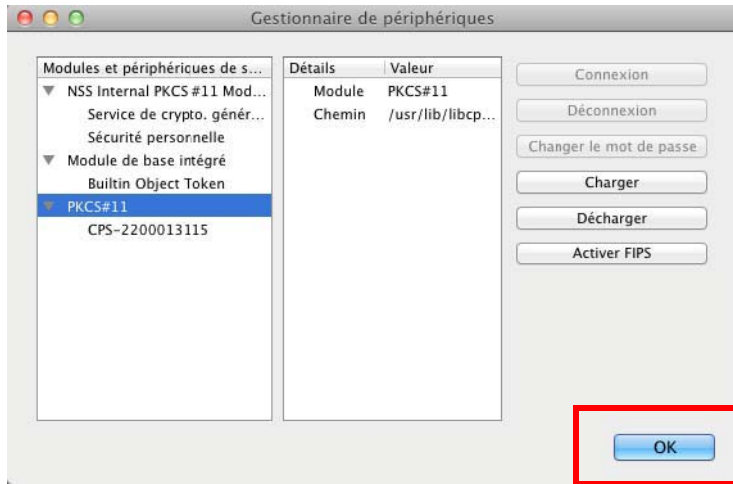 Gestionnaire de périphériques
Modules et périphériques de s...
NSS Internal PKCS #11 Mod...
Service de crypto. génér...
Sécurité personnelle
Module de base intégré
Builtin Object Token
PKCS#11
CPS-2200013115
Détails Valeur
Module PKCS#11
Chemin /usr/lib/libcp...
Connexion
Déconnexion
Changer le mot de passe
Charger
Décharger
Activer FIPS
OK